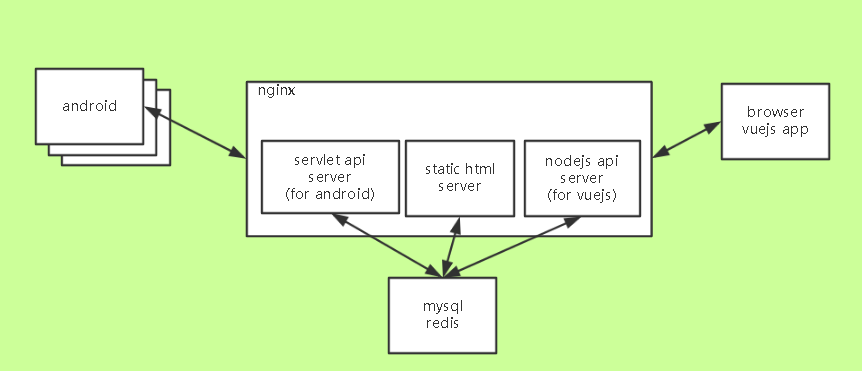 nginx
android
browser
vuejs app
servlet api
server
(for android)
static html
server
nodejs api
server
(for vuejs)
mysql
redis